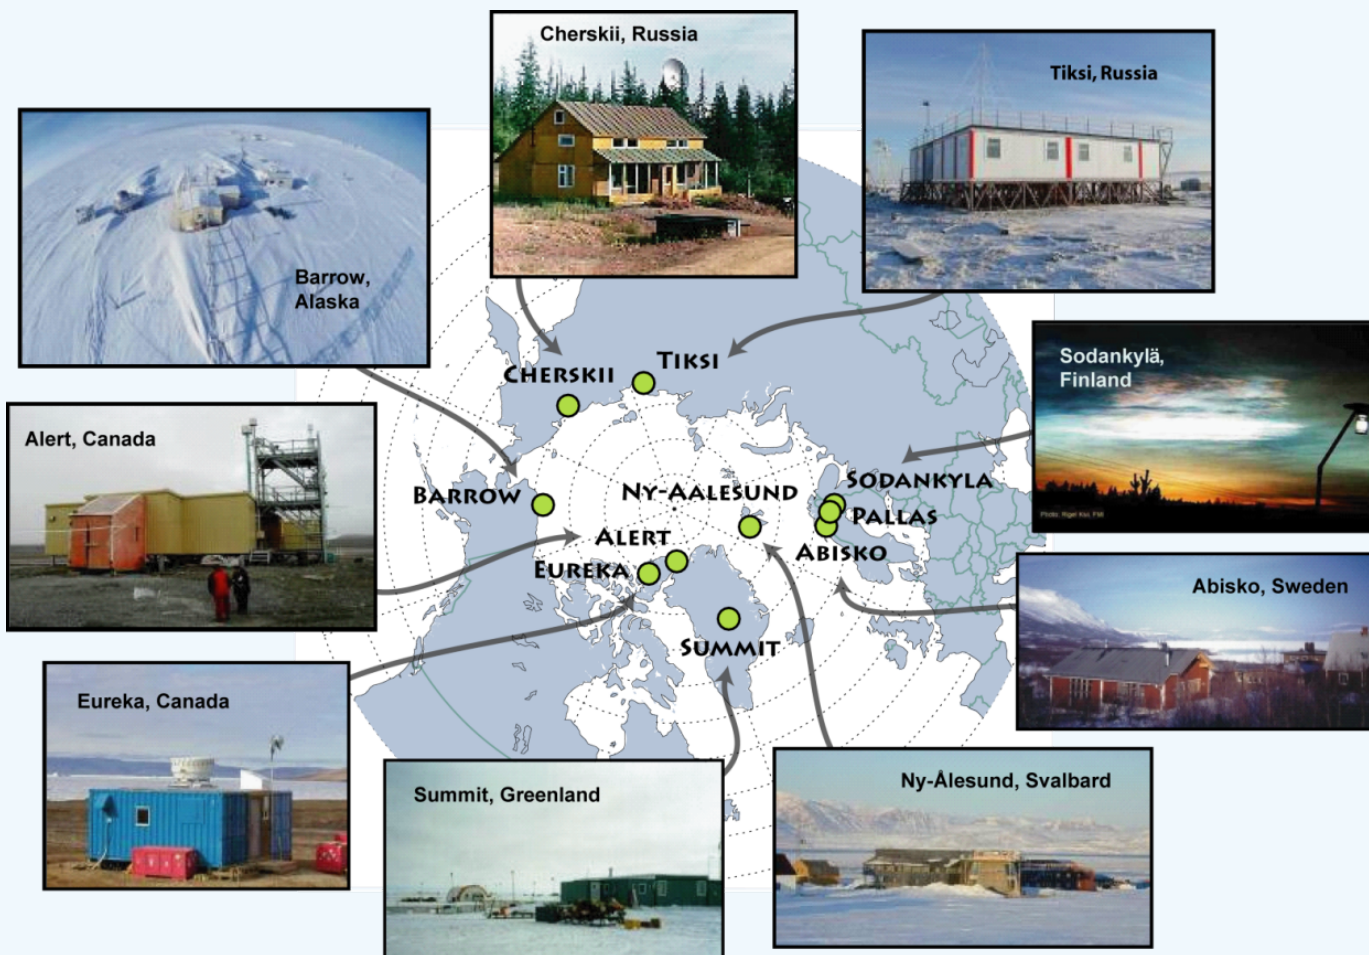 Cherskii, Russia
Tiksi, Russia
Barrow,
Alaska
Sodankylä,
Finland
Alert, Canada
TIKSI
CHERSKII
BARROW
NY-AALESUND
SODANKYLA
PALLAS
ABISKO
ALERT
EUREKA
SUMMIT
Abisko, Sweden
Eureka, Canada
Summit, Greenland
Ny-Ålesund, Svalbard